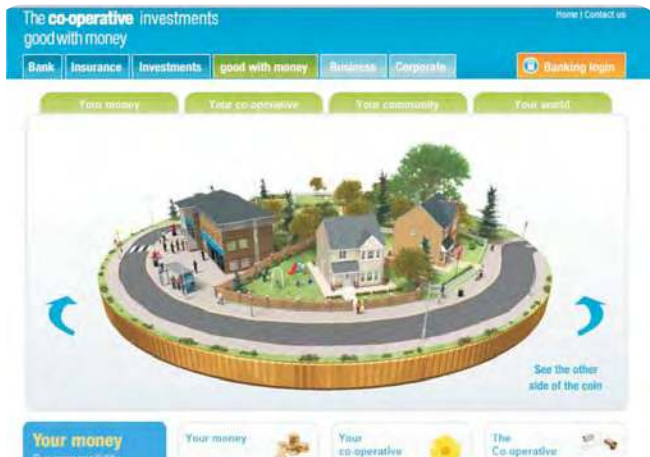 The co-operative investments
good with money
Home | Contact us
Bank Insurance Investments good with money Business Corporate Banking login
Your money Your co-operative Your community Your world
See the other
side of the coin
Your money
Your money
Your
co-operative
The
Co-operative